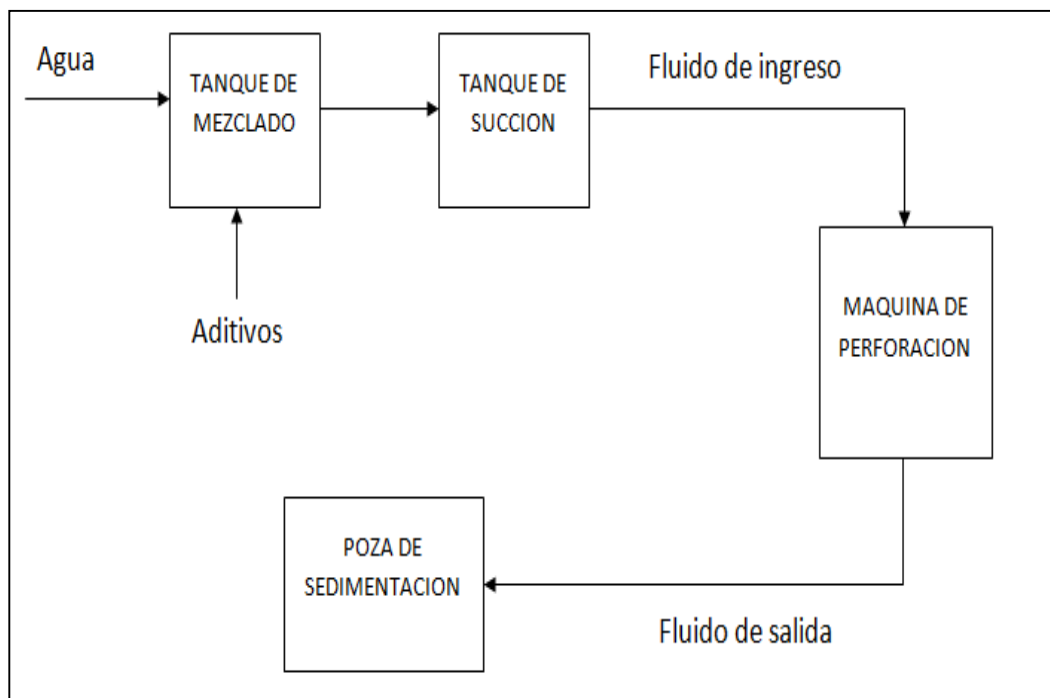 Agua
TANQUE DE
MEZCLADO
TANQUE DE
SUCCION
Fluido de ingreso
Aditivos
MAQUINA DE
PERFORACION
POZA DE
SEDIMENTACION
Fluido de salida